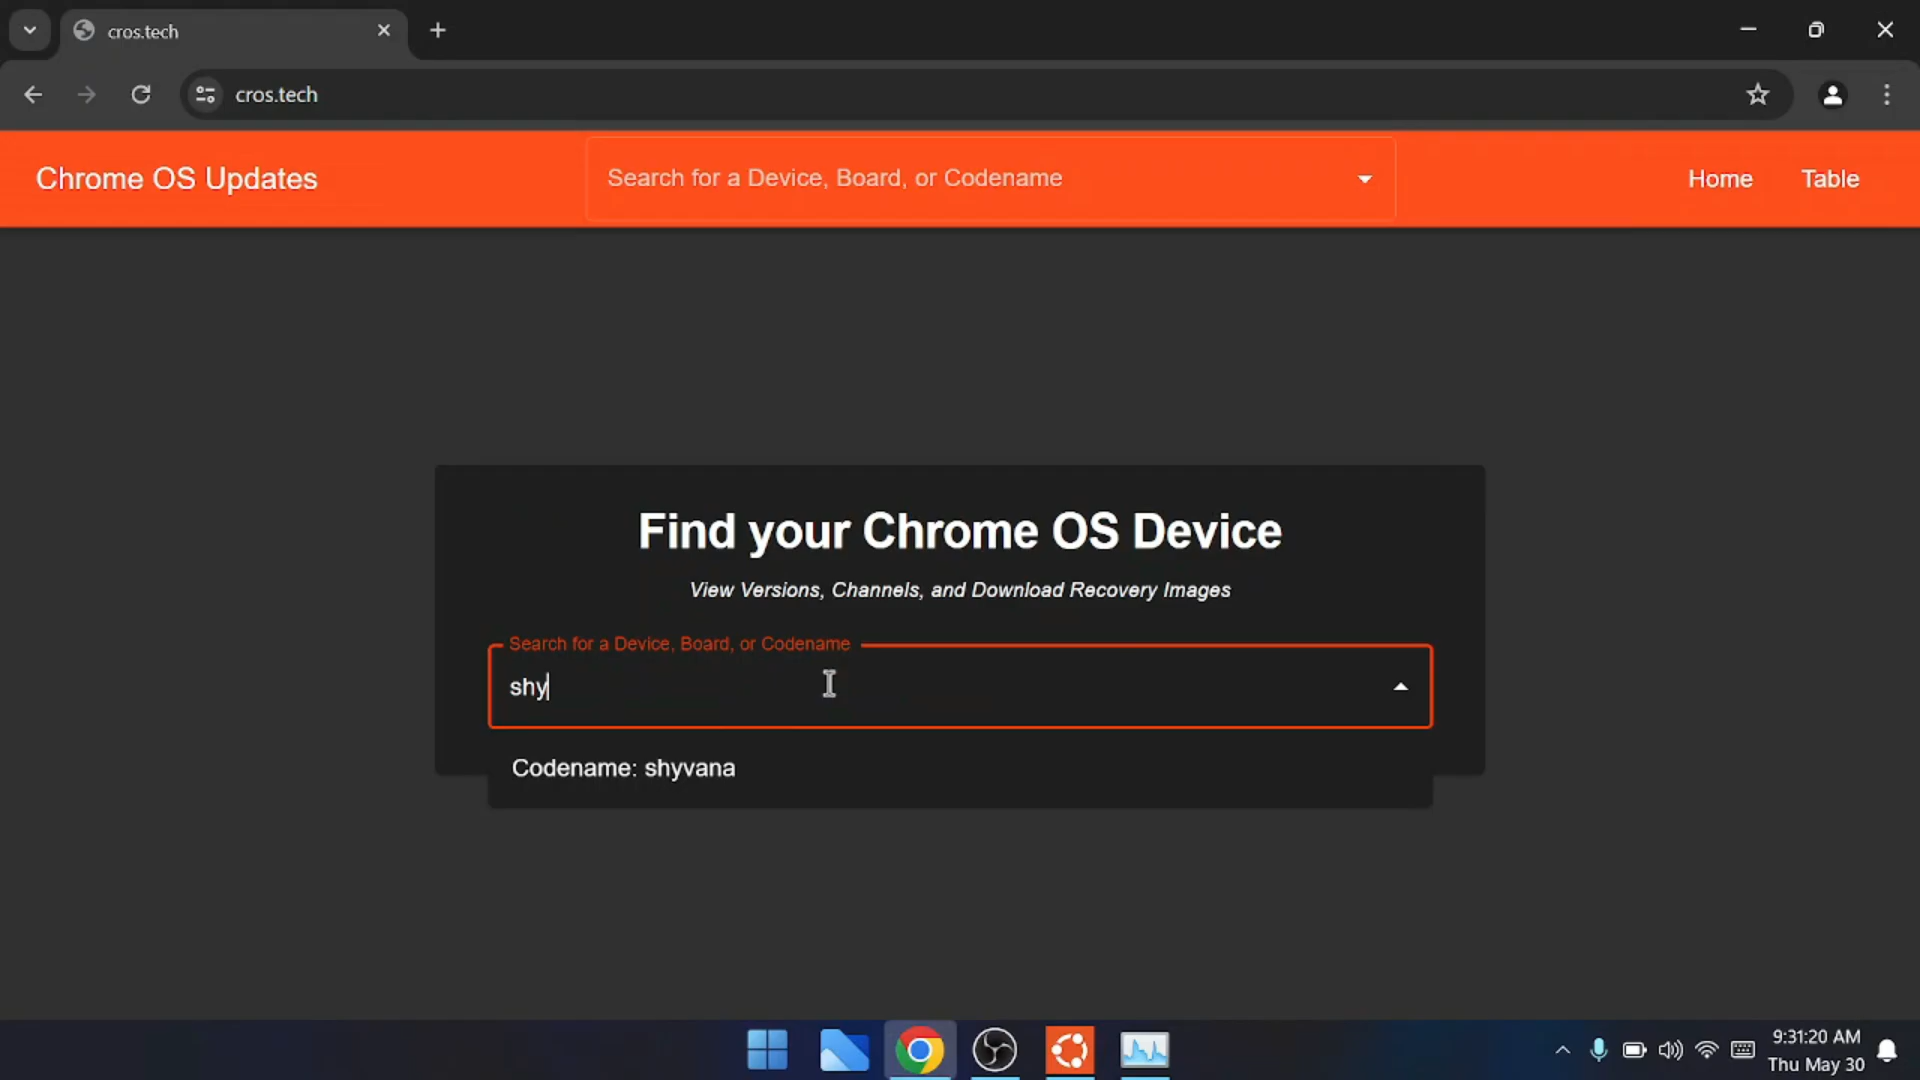 cros.tech
cros.tech
Chrome OS Updates
Search for a Device, Board, or Codename
Home
Table
Find your Chrome OS Device
View Versions, Channels, and Download Recovery Images
Search for a Device, Board, or Codename
shy
Codename: shyvana
9:31:20 AM
Thu May 30